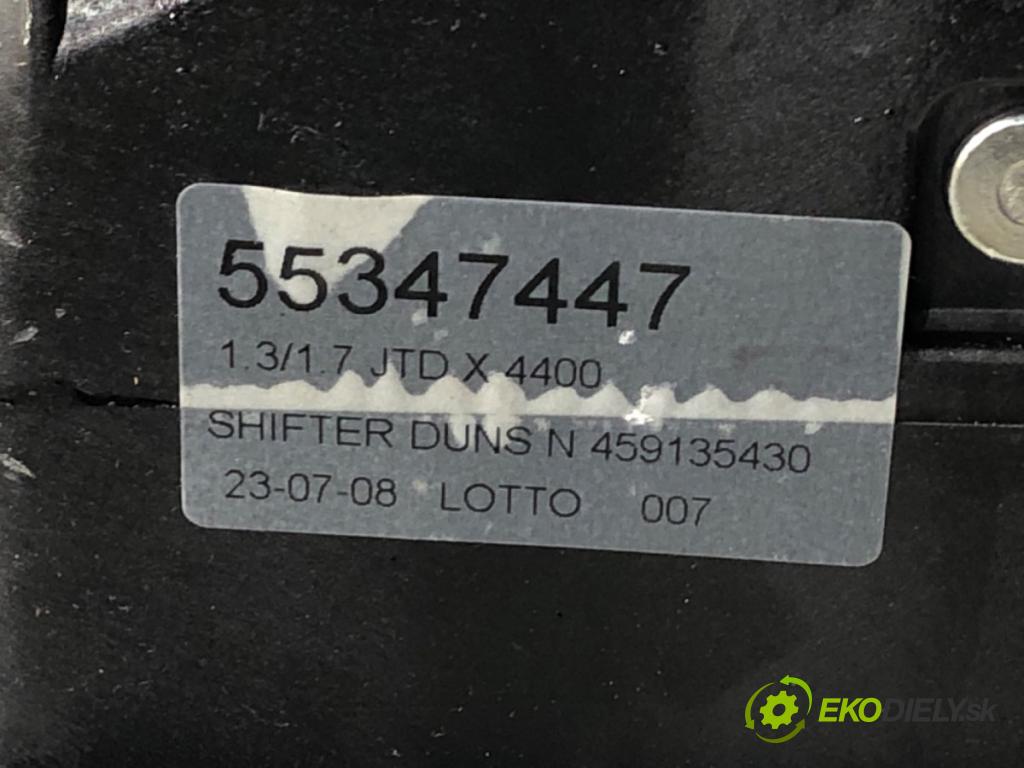 55347447
1.3/1.7 JTD X 4400
SHIFTER DUNS N 459135430
23-07-08 LOTTO 007
EKODIELY.sk